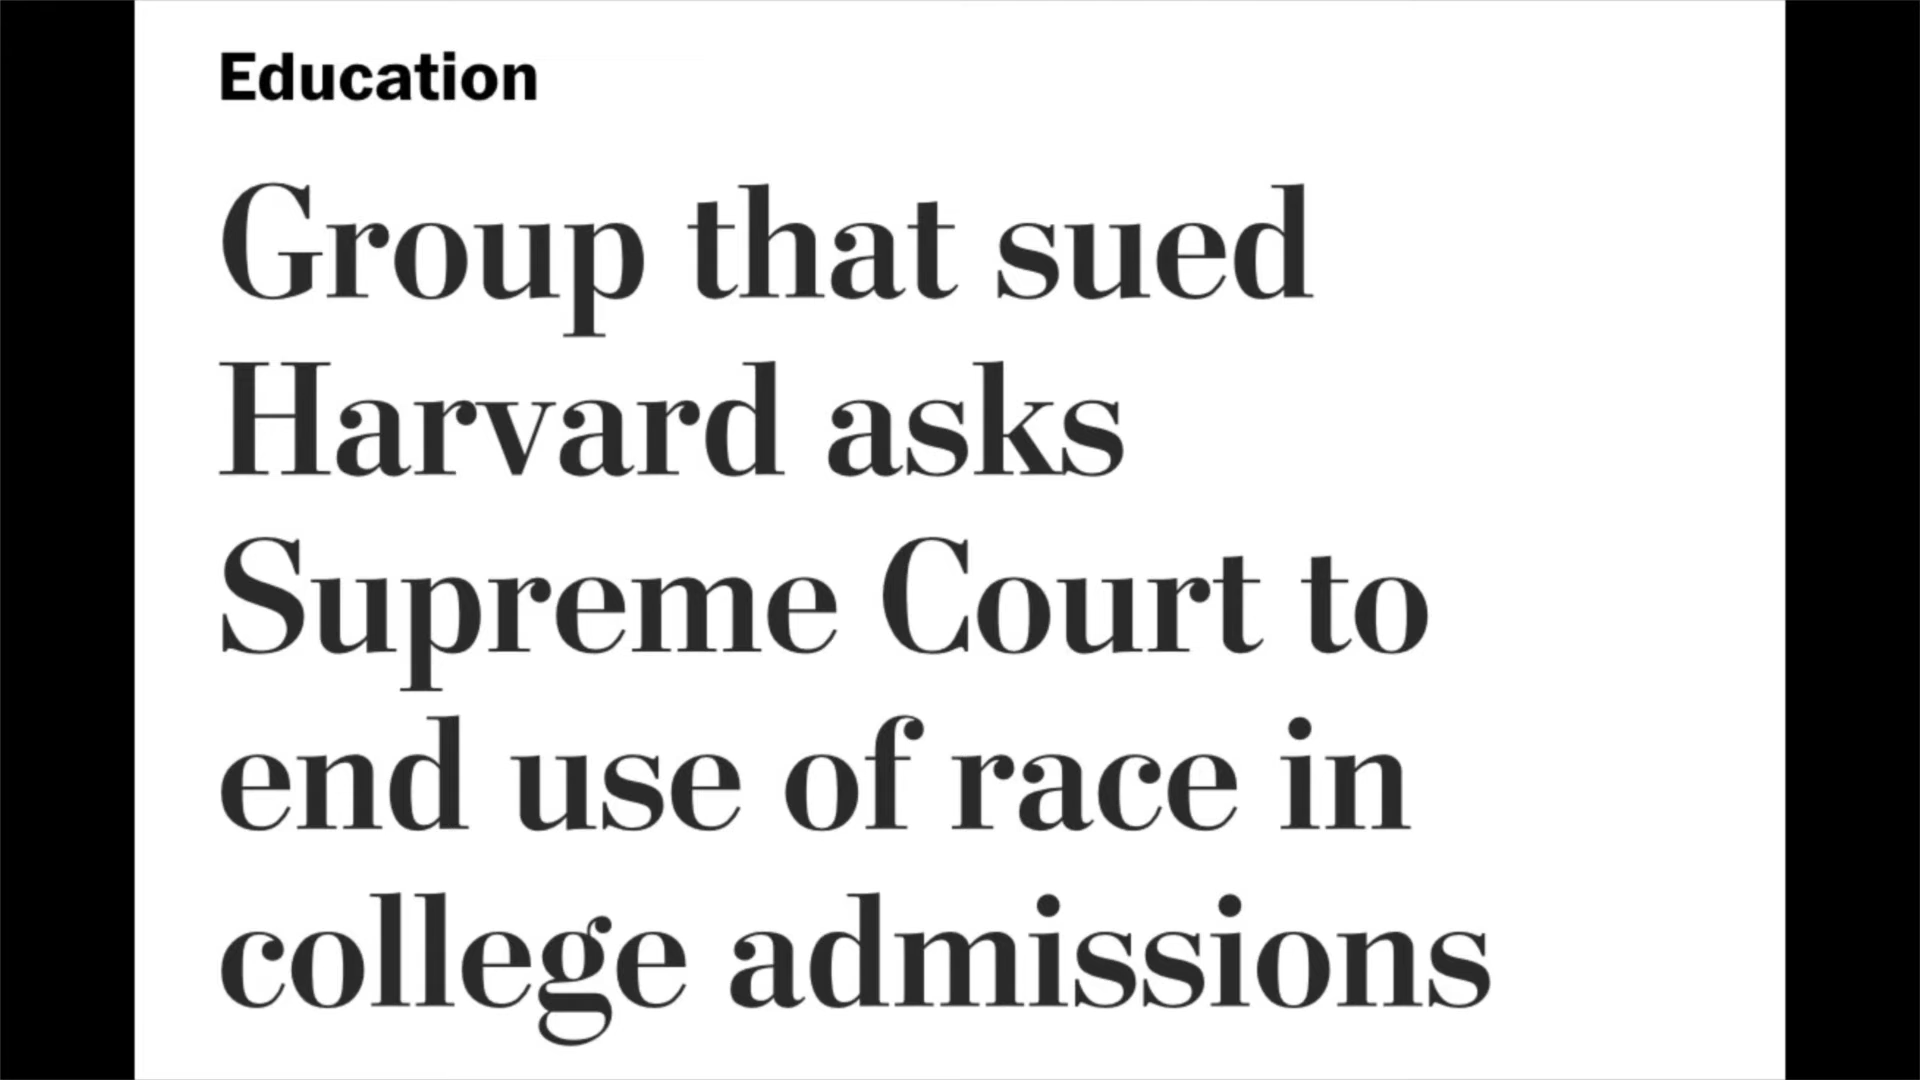 Education
Group that sued
Harvard asks
Supreme Court to
end use of race in
college admissions